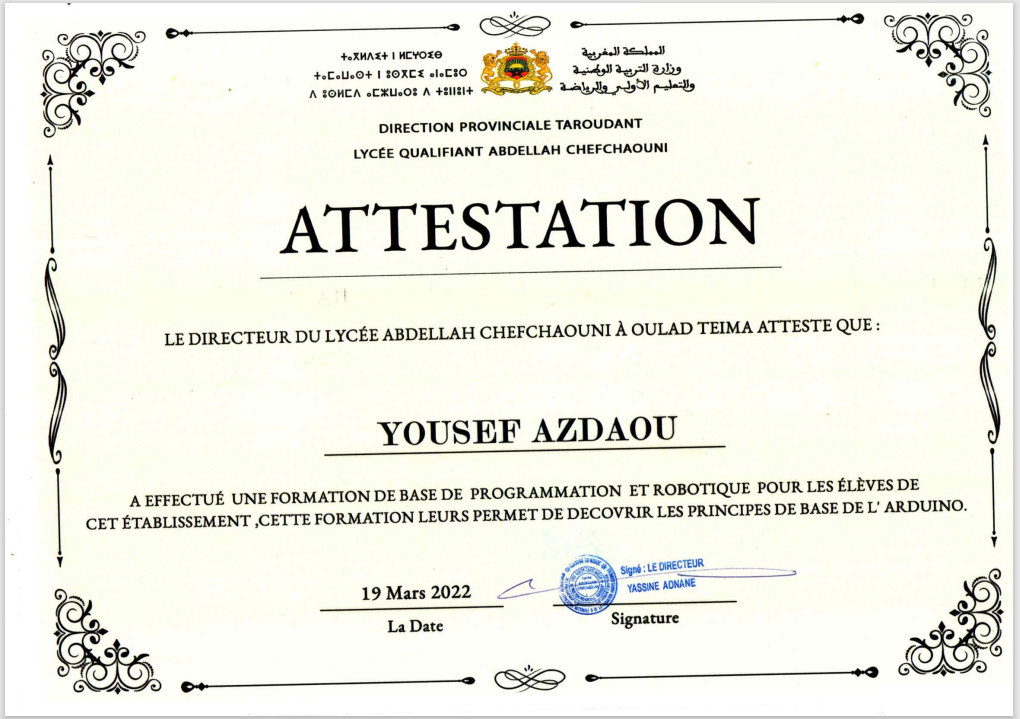 ⵜⴰⴳⵍⴷⵉⵜ ⵏ ⵍⵎⵖⵔⵉⴱ
ⵜⴰⵎⴰⵡⴰⵙⵜ ⵏ ⵓⵙⴳⵎⵉ ⴰⵏⴰⵎⵓⵔ
ⴷ ⵓⵙⵍⵎⴷ ⴰⵎⵣⵡⴰⵔⵓ ⴷ ⵜⵓⵏⵏⵓⵏⵜ
المملكة المغربية
وزارة التربية الوطنية
والتعليم الأولي والرياضة
DIRECTION PROVINCIALE TAROUDANT
LYCÉE QUALIFIANT ABDELLAH CHEFCHAOUNI
ATTESTATION
LE DIRECTEUR DU LYCÉE ABDELLAH CHEFCHAOUNI À OULAD TEIMA ATTESTE QUE :
YOUSEF AZDAOU
A EFFECTUÉ UNE FORMATION DE BASE DE PROGRAMMATION ET ROBOTIQUE POUR LES ÉLÈVES DE
CET ÉTABLISSEMENT ,CETTE FORMATION LEURS PERMET DE DECOVRIR LES PRINCIPES DE BASE DE L' ARDUINO.
Signé : LE DIRECTEUR
YASSINE ADNANE
19 Mars 2022
La Date
Signature